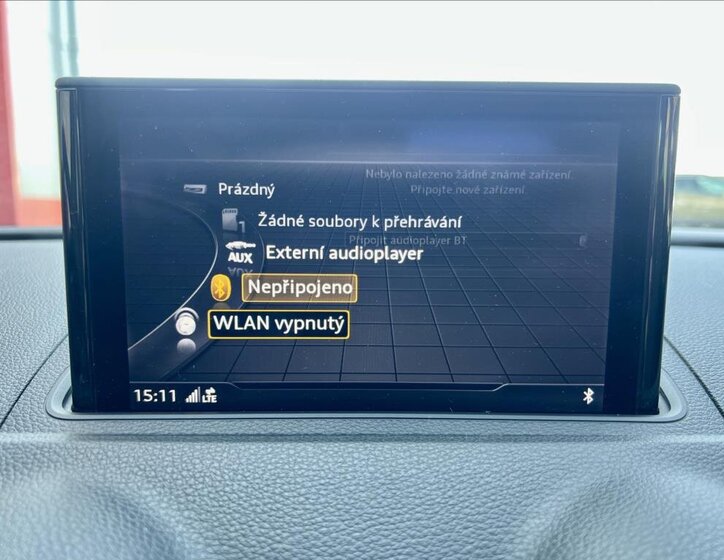 Nebylo nalezeno žádné známé zařízení.
Připojte nové zařízení
Prázdný
1
Žádné soubory k přehrávání
Připojit audioplayer BT
AUX
Externí audioplayer
Nepřipojeno
WLAN vypnutý
15:11 LTE